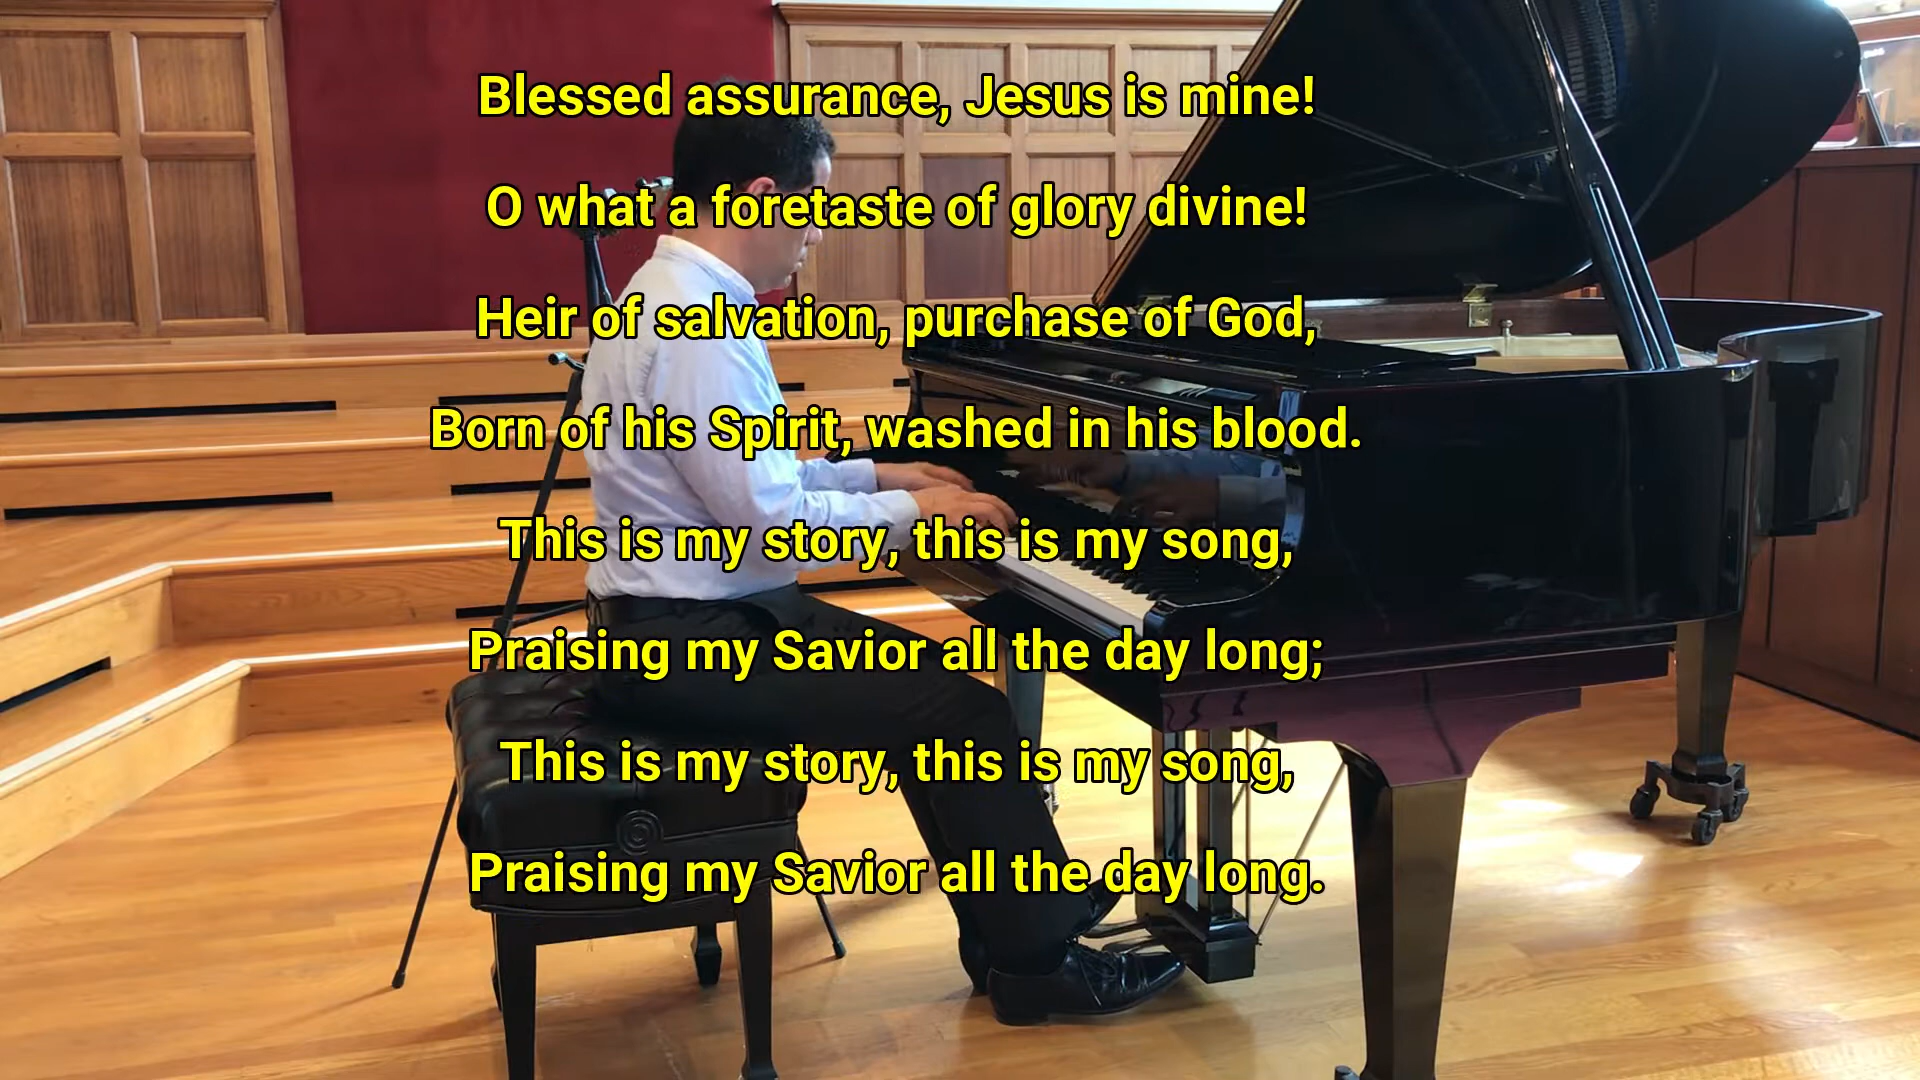 Blessed assurance, Jesus is mine!
O what a foretaste of glory divine!
Heir of salvation, purchase of God,
Born of his Spirit, washed in his blood.
This is my story, this is my song,
Praising my Savior all the day long;
This is my story, this is my song,
Praising my Savior all the day long.